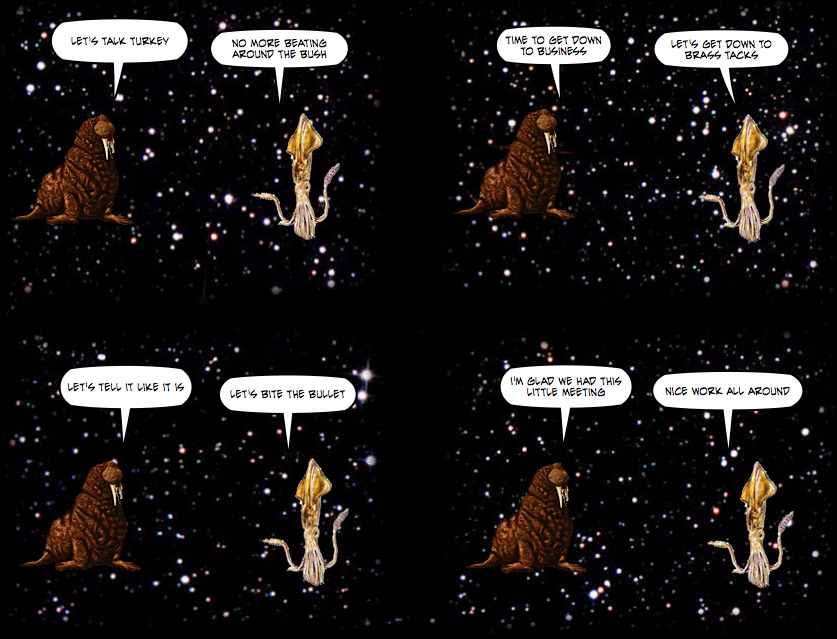 LET'S TALK TURKEY
NO MORE BEATING
AROUND THE BUSH
TIME TO GET DOWN
TO BUSINESS
LET'S GET DOWN TO
BRASS TACKS
LET'S TELL IT LIKE IT IS
LET'S BITE THE BULLET
I'M GLAD WE HAD THIS
LITTLE MEETING
NICE WORK ALL AROUND